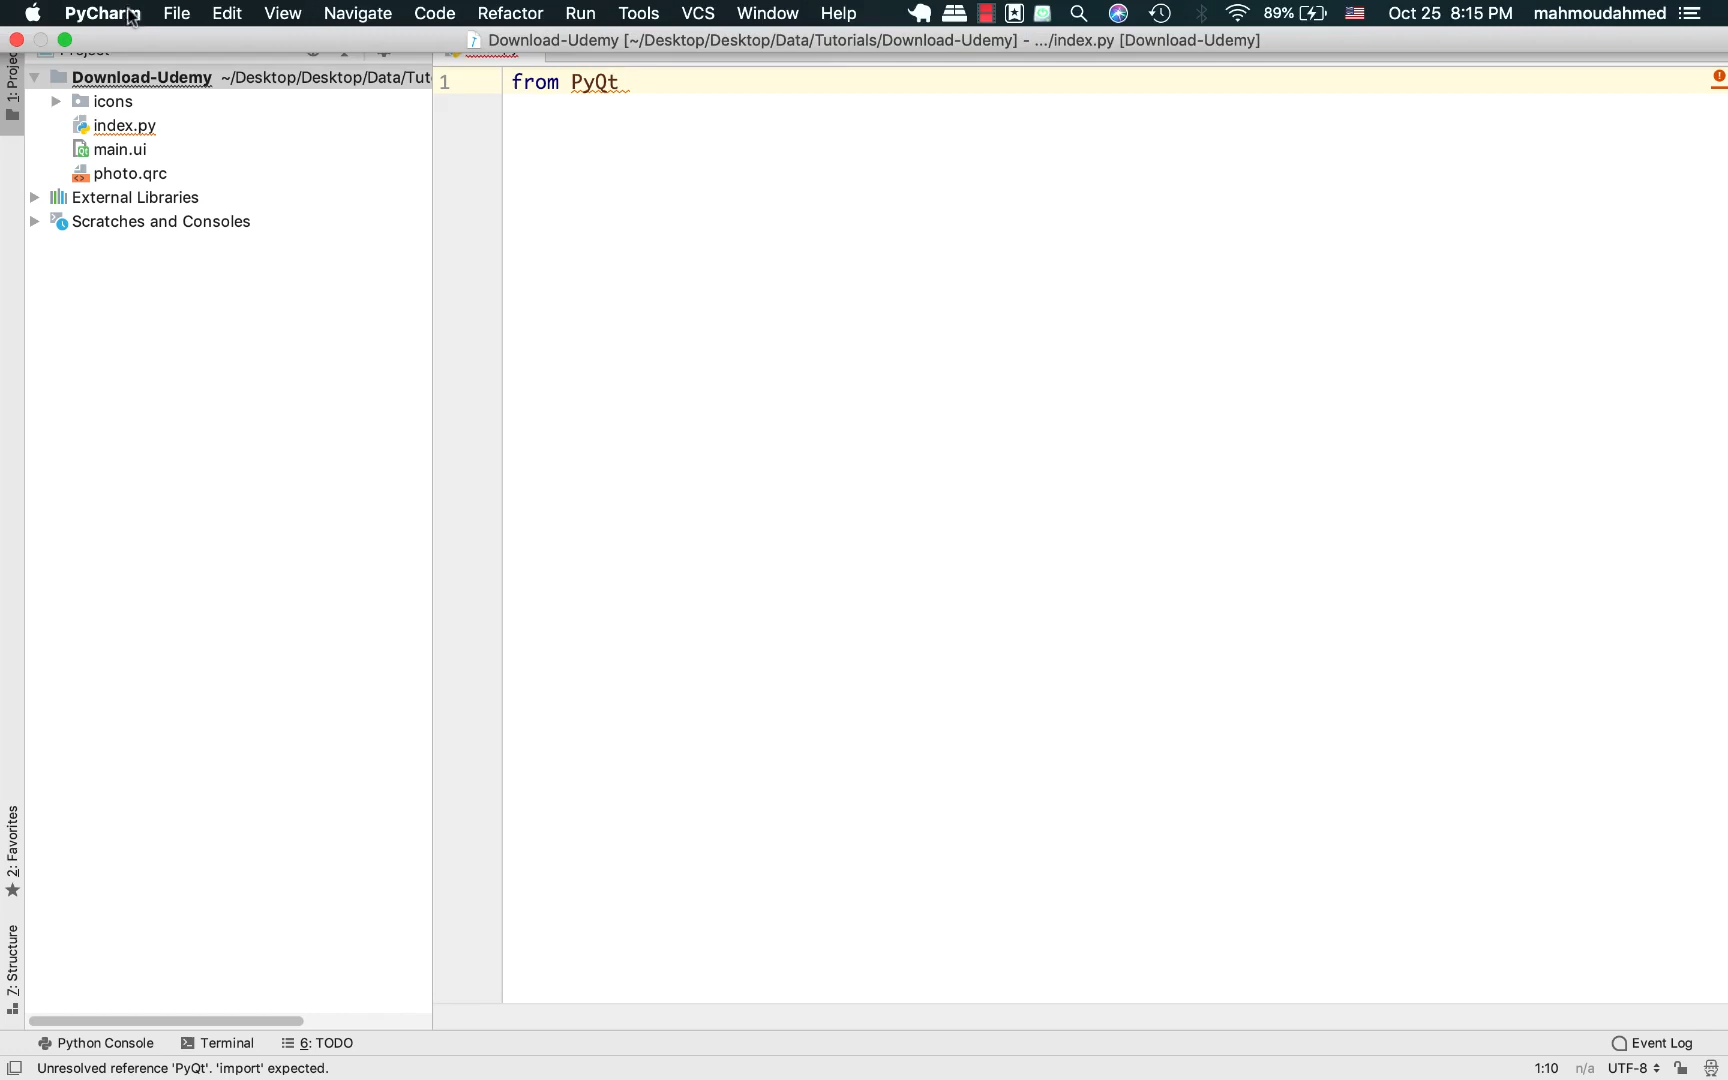 PyCharm File Edit View Navigate Code Refactor Run Tools VCS Window Help 89% Oct 25 8:15 PM mahmoudahmed
Download-Udemy [~/Desktop/Desktop/Data/Tutorials/Download-Udemy] - .../index.py [Download-Udemy]
1: Project
Download-Udemy ~/Desktop/Desktop/Data/Tut
icons
index.py
main.ui
photo.qrc
External Libraries
Scratches and Consoles
1 from PyQt
2: Favorites
7: Structure
Python Console Terminal 6: TODO Event Log
Unresolved reference 'PyQt'. 'import' expected. 1:10 n/a UTF-8